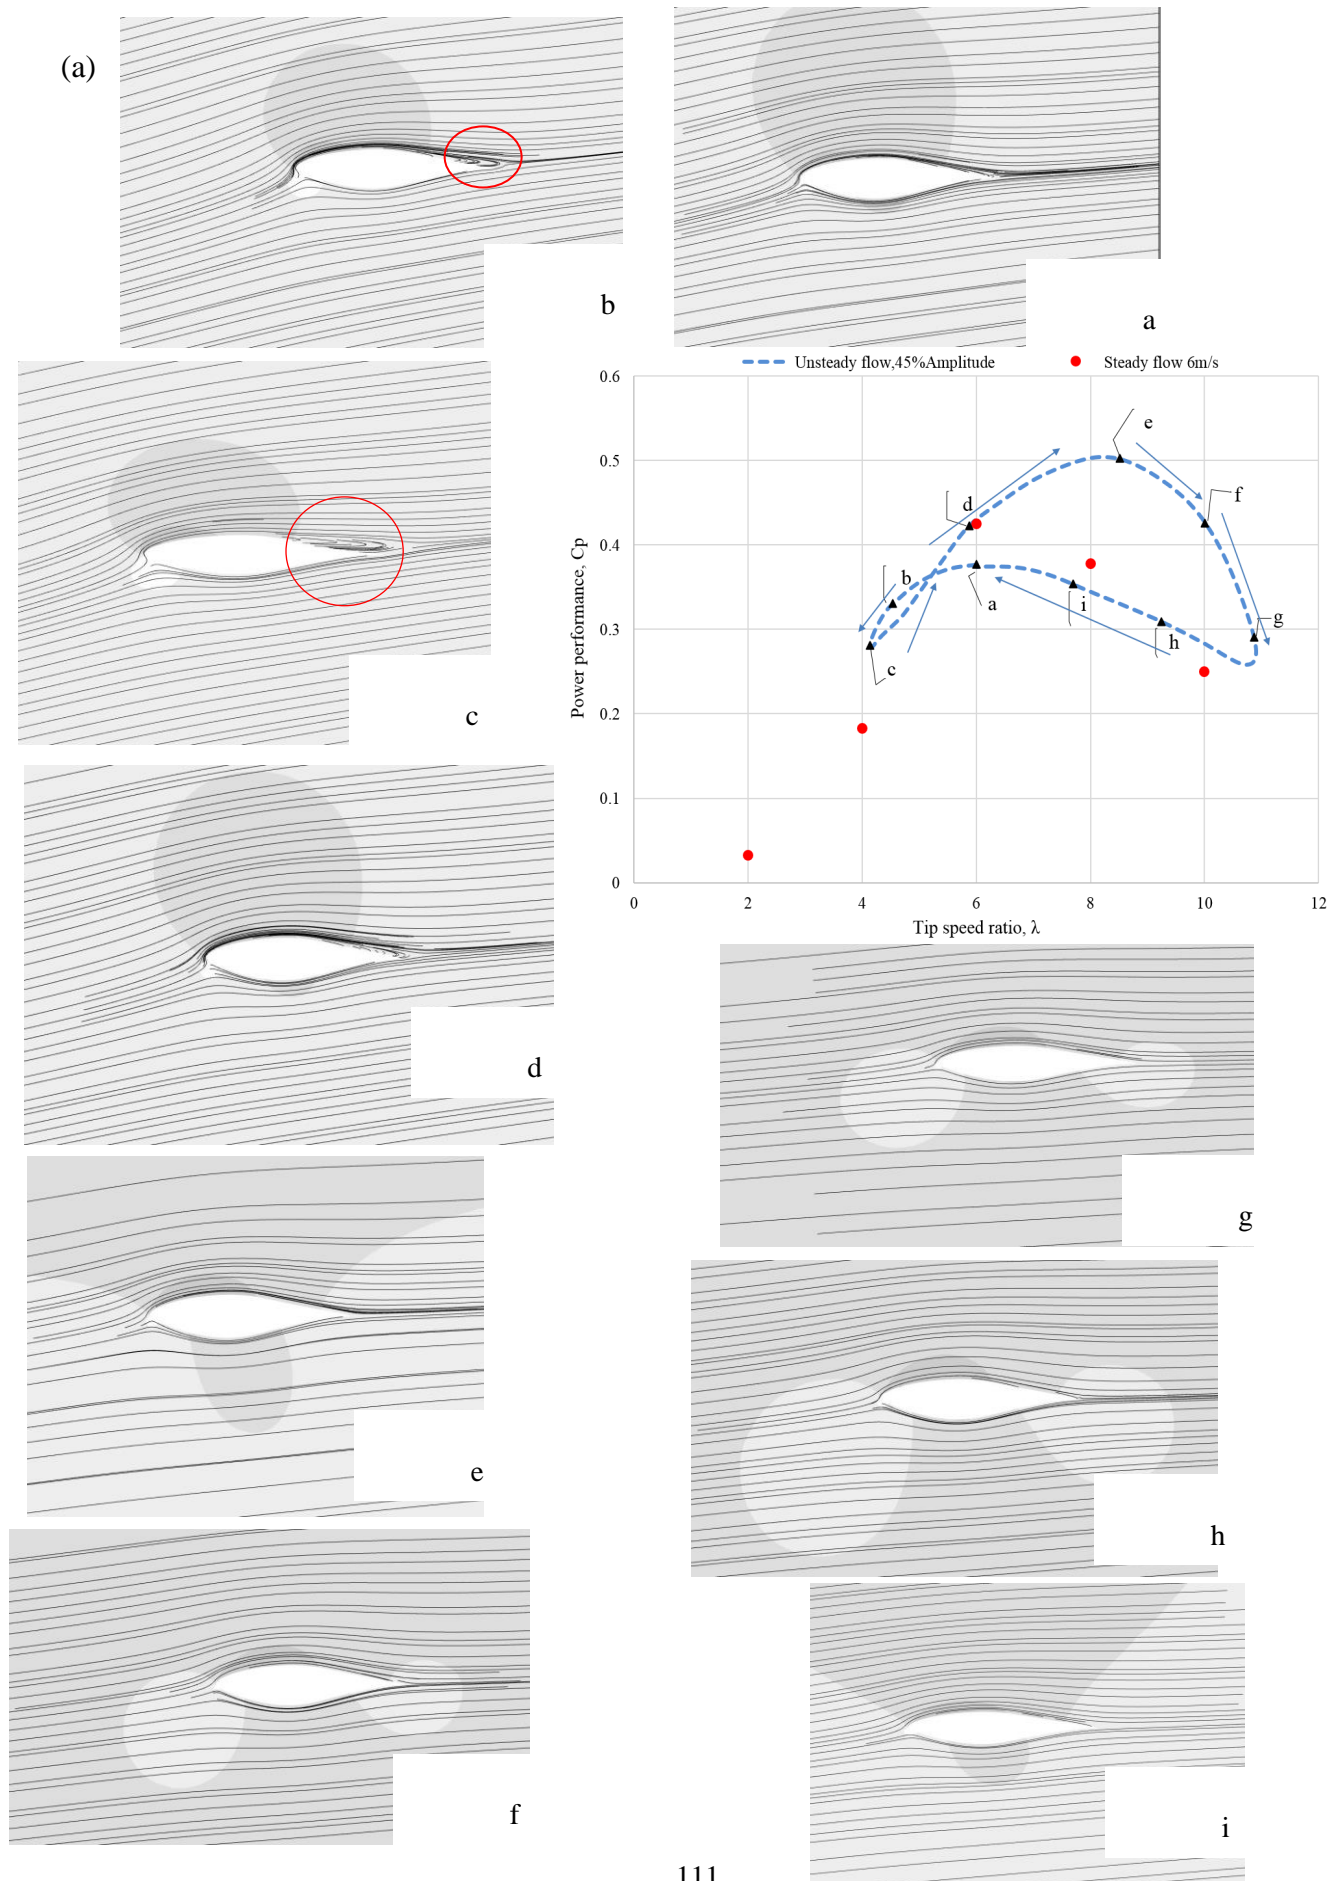 (a)
b
a
Unsteady flow,45%Amplitude
Steady flow 6m/s
0.6
0.5
0.4
0.3
0.2
0.1
0
Power performance, Cp
e
f
d
b
a
i
h
g
c
0 2 4 6 8 10 12
Tip speed ratio, λ
c
d
g
e
h
f
i
111